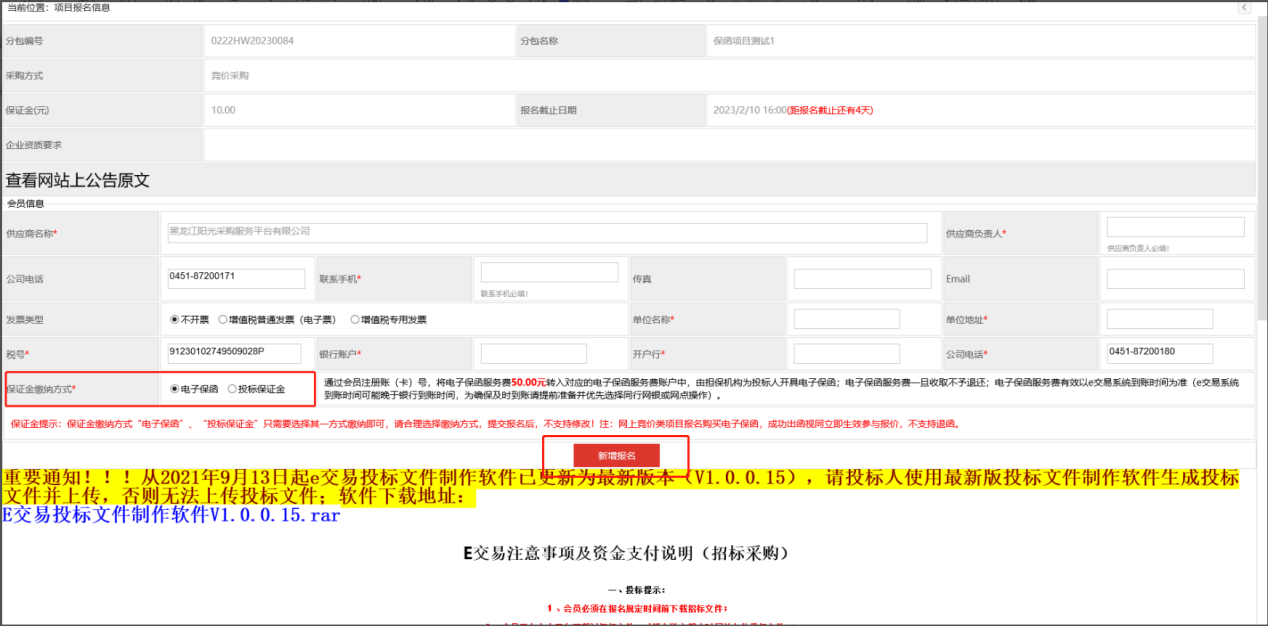 当前位置：项目报名信息
分包编号 0222HW20230084 分包名称 保函项目测试1
采购方式 竞价采购
保证金(元) 10.00 报名截止日期 2023/2/10 16:00(距报名截止还有4天)
企业资质要求
查看网站上公告原文
会员信息
供应商名称* 黑龙江阳光采购服务平台有限公司 供应商负责人*
供应商负责人必填!
公司电话 0451-87200171 联系手机* 传真 Email
联系手机必填!
发票类型 不开票 增值税普通发票（电子票） 增值税专用发票 单位名称* 单位地址*
税号* 91230102749509028P 银行账户* 开户行* 公司电话* 0451-87200180
保证金缴纳方式* 电子保函 投标保证金 通过会员注册账（卡）号，将电子保函服务费50.00元转入对应的电子保函服务费账户中，由担保机构为投标人开具电子保函；电子保函服务费一旦收取不予退还；电子保函服务费有效以e交易系统到账时间为准（e交易系统
到账时间可能晚于银行到账时间，为确保及时到账请提前准备并优先选择同行网银或网点操作）。
保证金提示：保证金缴纳方式“电子保函”、“投标保证金”只需要选择其一方式缴纳即可，请合理选择缴纳方式，提交报名后，不支持修改！注：网上竞价类项目报名购买电子保函，成功出函视同立即生效参与报价，不支持退函。
新增报名
重要通知！！！从2021年9月13日起e交易投标文件制作软件已更新为最新版本（V1.0.0.15），请投标人使用最新版投标文件制作软件生成投标
文件并上传，否则无法上传投标文件；软件下载地址：
E交易投标文件制作软件V1.0.0.15.rar
E交易注意事项及资金支付说明（招标采购）
一、投标提示：
1、会员必须在报名规定时间前下载招标文件；